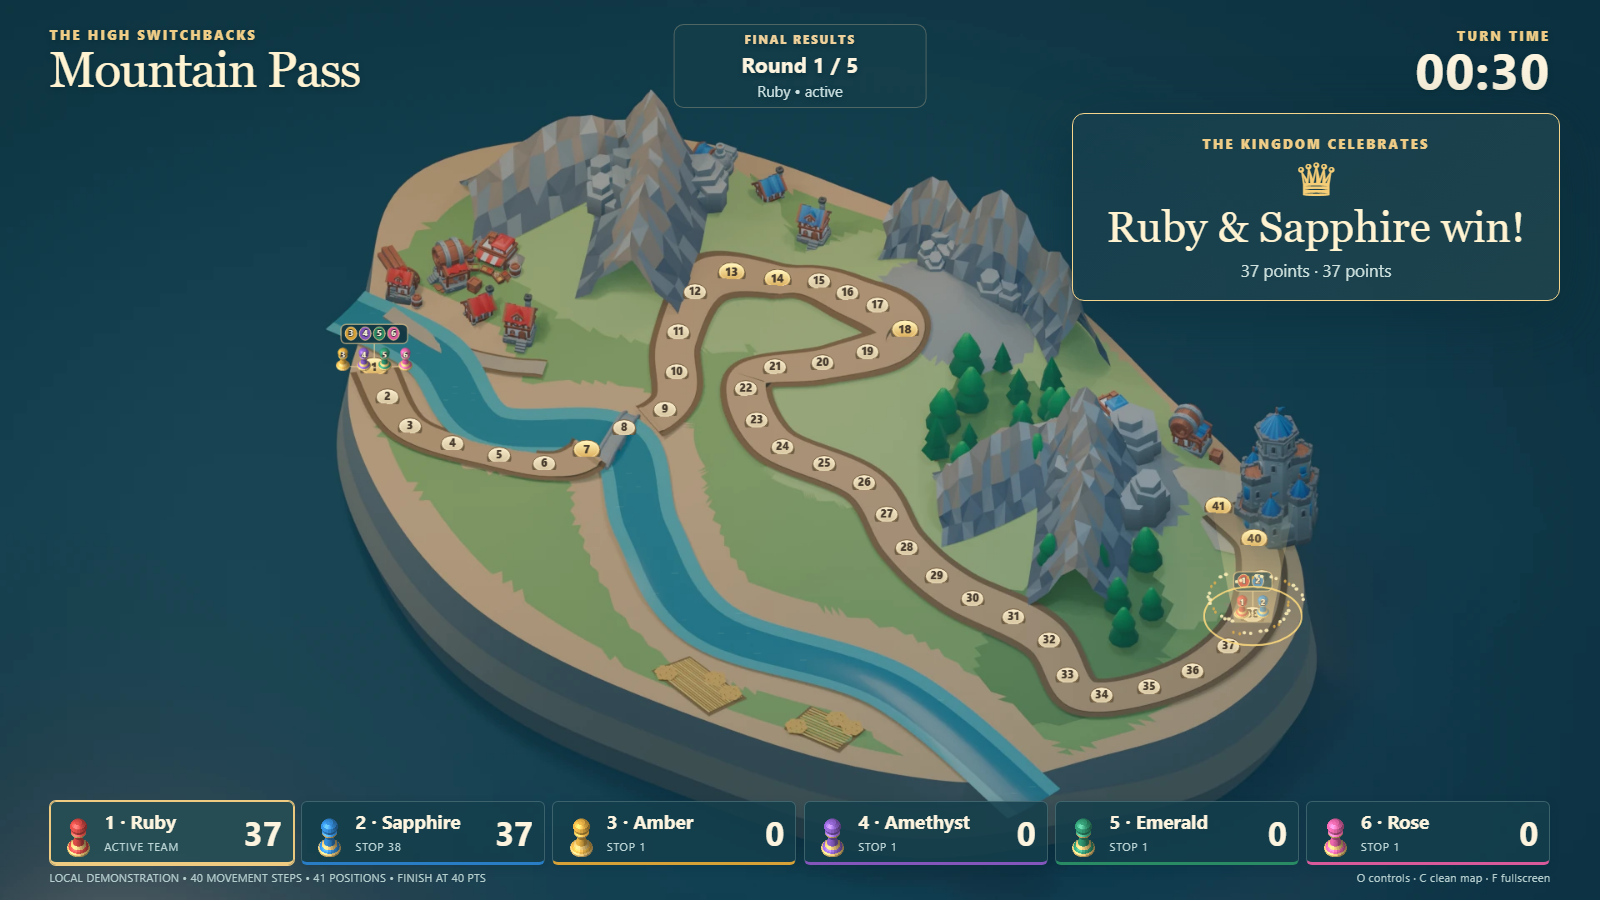 THE HIGH SWITCHBACKS
Mountain Pass
FINAL RESULTS
Round 1 / 5
Ruby • active
TURN TIME
00:30
THE KINGDOM CELEBRATES
Ruby & Sapphire win!
37 points · 37 points
13
14
15
16
17
12
18
11
19
20
21
10
22
9
23
8
24
7
25
26
27
28
29
30
31
32
33
34
35
36
37
40
41
3 4 5 6
2
3
4
5
6
1 · Ruby
ACTIVE TEAM
37
2 · Sapphire
STOP 38
37
3 · Amber
STOP 1
0
4 · Amethyst
STOP 1
0
5 · Emerald
STOP 1
0
6 · Rose
STOP 1
0
LOCAL DEMONSTRATION • 40 MOVEMENT STEPS • 41 POSITIONS • FINISH AT 40 PTS
O controls · C clean map · F fullscreen